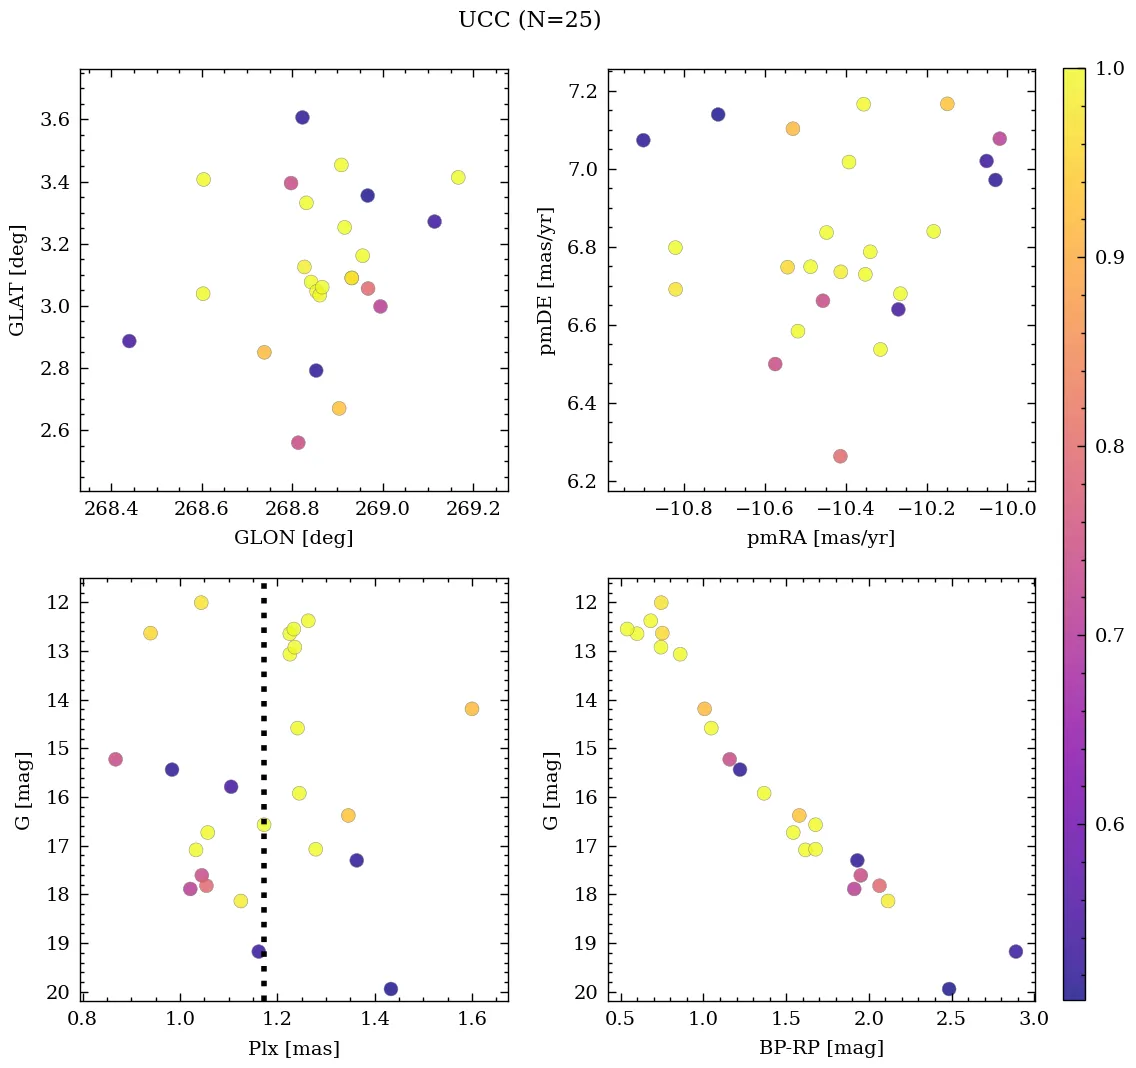 UCC (N=25)
3.6
3.4
3.2
3.0
2.8
2.6
GLAT [deg]
268.4 268.6 268.8 269.0 269.2
GLON [deg]
7.2
7.0
6.8
6.6
6.4
6.2
pmDE [mas/yr]
−10.8 −10.6 −10.4 −10.2 −10.0
pmRA [mas/yr]
1.0
0.9
0.8
0.7
0.6
12
13
14
15
16
17
18
19
20
G [mag]
0.8 1.0 1.2 1.4 1.6
Plx [mas]
12
13
14
15
16
17
18
19
20
G [mag]
0.5 1.0 1.5 2.0 2.5 3.0
BP-RP [mag]